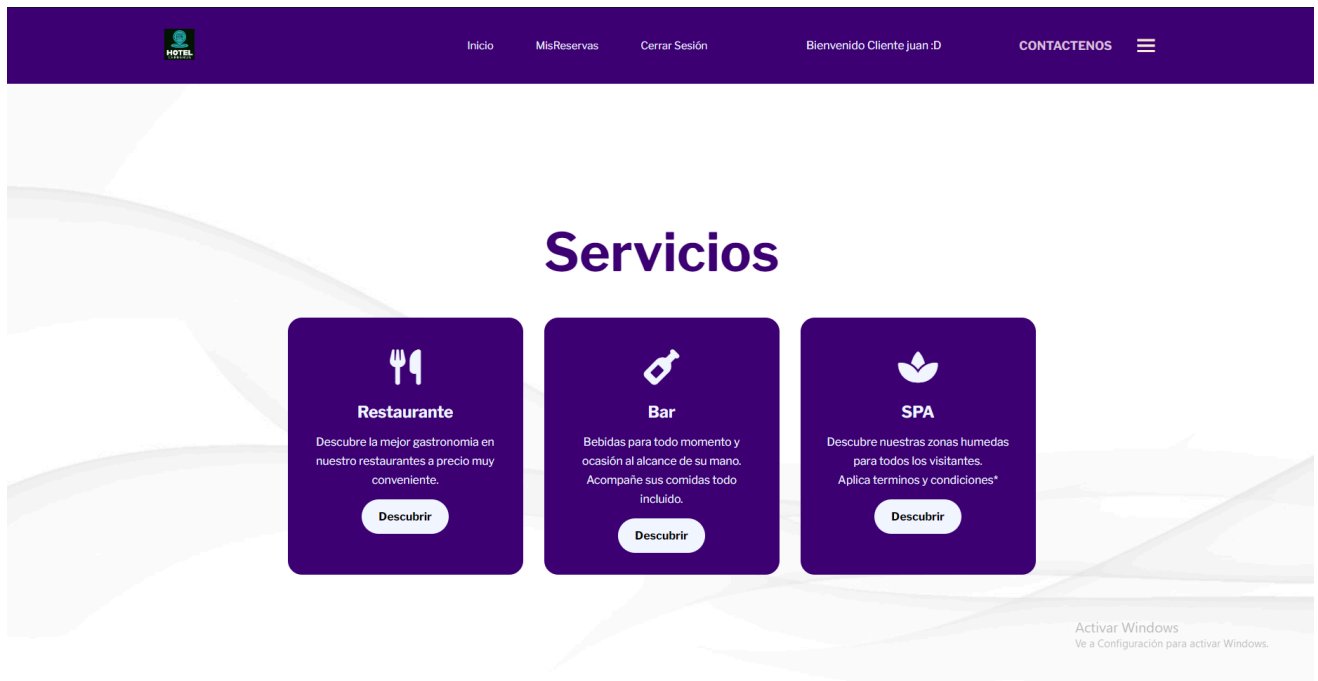 HOTEL
Inicio
MisReservas
Cerrar Sesión
Bienvenido Cliente juan :D
CONTACTENOS
Servicios
Restaurante
Descubre la mejor gastronomia en
nuestro restaurantes a precio muy
conveniente.
Descubrir
Bar
Bebidas para todo momento y
ocasión al alcance de su mano.
Acompañe sus comidas todo
incluido.
Descubrir
SPA
Descubre nuestras zonas humedas
para todos los visitantes.
Aplica terminos y condiciones*
Descubrir
Activar Windows
Ve a Configuración para activar Windows.